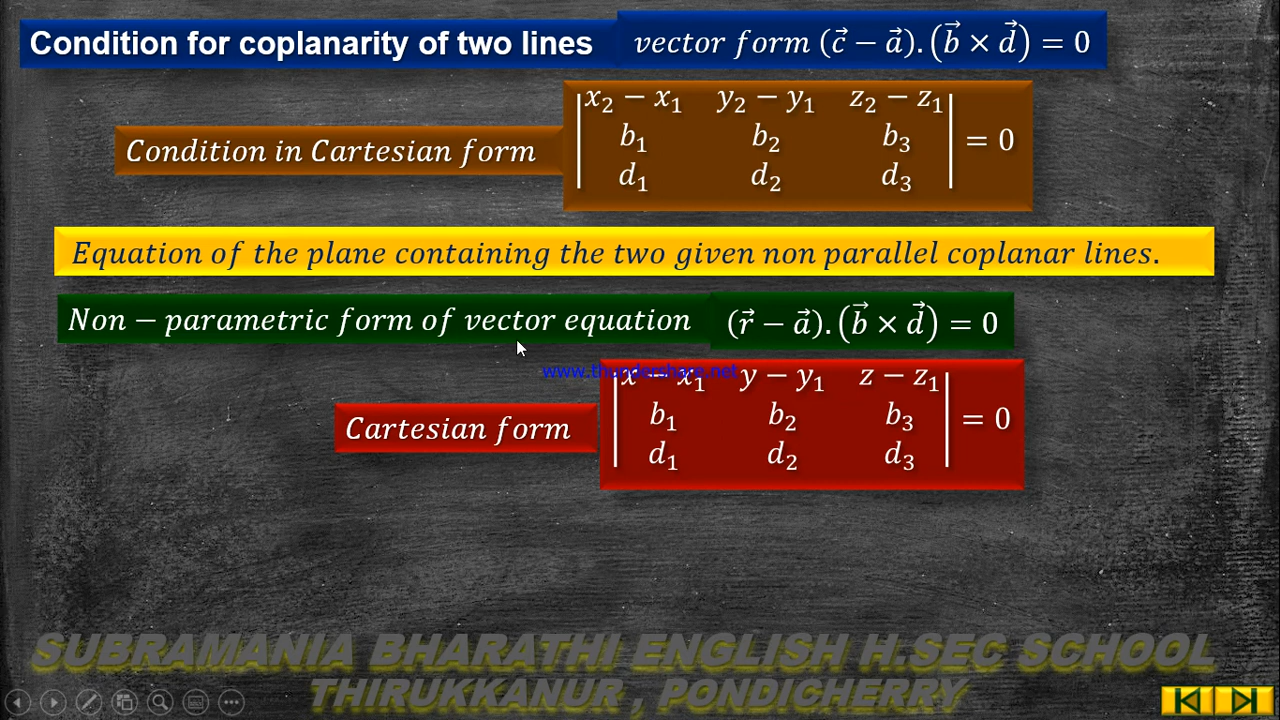 Condition for coplanarity of two lines vector form (c⃗ − a⃗).(b⃗ × d⃗) = 0
Condition in Cartesian form |x₂ − x₁ y₂ − y₁ z₂ − z₁|
|b₁ b₂ b₃| = 0
|d₁ d₂ d₃|
Equation of the plane containing the two given non parallel coplanar lines.
Non − parametric form of vector equation (r⃗ − a⃗).(b⃗ × d⃗) = 0
www.thundershare.net
Cartesian form |x − x₁ y − y₁ z − z₁|
|b₁ b₂ b₃| = 0
|d₁ d₂ d₃|
SUBRAMANIA BHARATHI ENGLISH H.SEC SCHOOL
THIRUKKANUR , PONDICHERRY